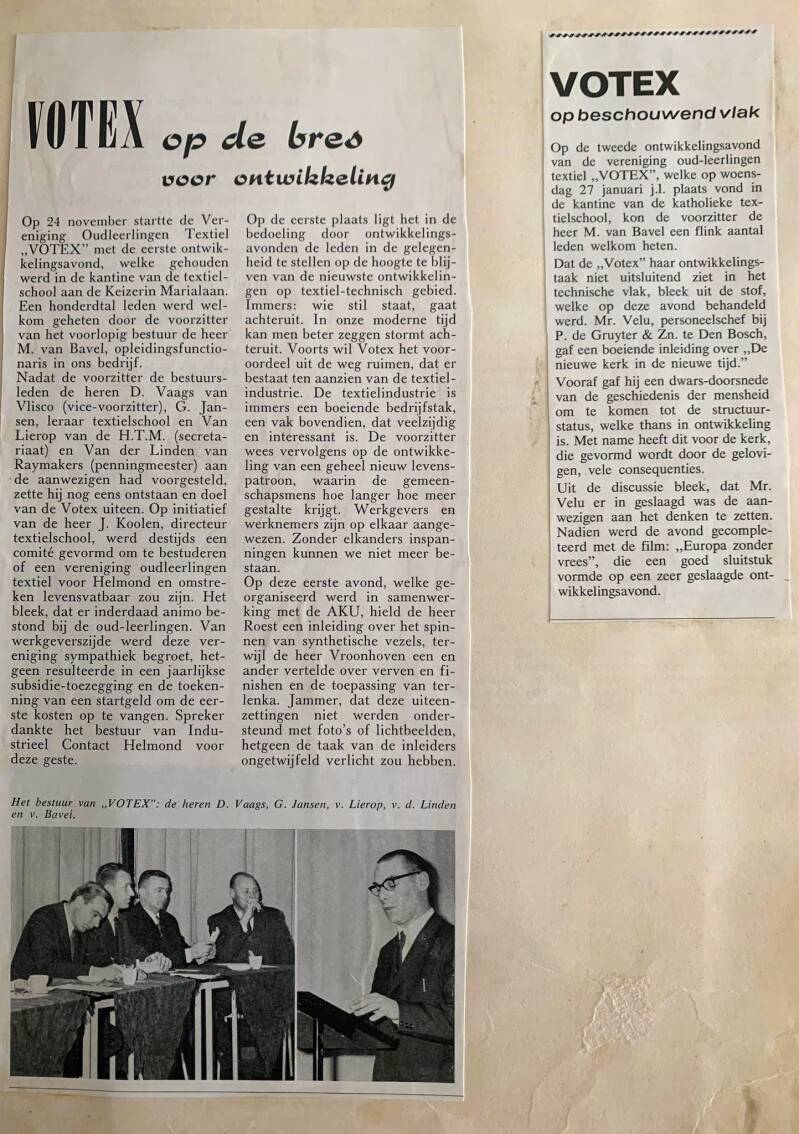 VOTEX op de bres
voor ontwikkeling
Op 24 november startte de Ver-
eniging Oudleerlingen Textiel
„VOTEX” met de eerste ontwik-
kelingsavond, welke gehouden
werd in de kantine van de textiel-
school aan de Keizerin Marialaan.
Een honderdtal leden werd wel-
kom geheten door de voorzitter
van het voorlopig bestuur de heer
M. van Bavel, opleidingsfunctio-
naris in ons bedrijf.
Nadat de voorzitter de bestuurs-
leden de heren D. Vaags van
Vlisco (vice-voorzitter), G. Jan-
sen, leraar textielschool en Van
Lierop van de H.T.M. (secreta-
riaat) en Van der Linden van
Raymakers (penningmeester) aan
de aanwezigen had voorgesteld,
zette hij nog eens ontstaan en doel
van de Votex uiteen. Op initiatief
van de heer J. Koolen, directeur
textielschool, werd destijds een
comité gevormd om te bestuderen
of een vereniging oudleerlingen
textiel voor Helmond en omstre-
ken levensvatbaar zou zijn. Het
bleek, dat er inderdaad animo be-
stond bij de oud-leerlingen. Van
werkgeverszijde werd deze ver-
eniging sympathiek begroet, het-
geen resulteerde in een jaarlijkse
subsidie-toezegging en de toeken-
ning van een startgeld om de eer-
ste kosten op te vangen. Spreker
dankte het bestuur van Indu-
strieel Contact Helmond voor
deze geste.
Op de eerste plaats ligt het in de
bedoeling door ontwikkelings-
avonden de leden in de gelegen-
heid te stellen op de hoogte te blij-
ven van de nieuwste ontwikkelin-
gen op textiel-technisch gebied.
Immers: wie stil staat, gaat
achteruit. In onze moderne tijd
kan men beter zeggen stormt ach-
teruit. Voorts wil Votex het voor-
oordeel uit de weg ruimen, dat er
bestaat ten aanzien van de textiel-
industrie. De textielindustrie is
immers een boeiende bedrijfstak,
een vak bovendien, dat veelzijdig
en interessant is. De voorzitter
wees vervolgens op de ontwikke-
ling van een geheel nieuw levens-
patroon, waarin de gemeen-
schapsmens hoe langer hoe meer
gestalte krijgt. Werkgevers en
werknemers zijn op elkaar aange-
wezen. Zonder elkanders inspan-
ningen kunnen we niet meer be-
staan.
Op deze eerste avond, welke ge-
organiseerd werd in samenwer-
king met de AKU, hield de heer
Roest een inleiding over het spin-
nen van synthetische vezels, ter-
wijl de heer Vroonhoven een en
ander vertelde over verven en fi-
nishen en de toepassing van ter-
lenka. Jammer, dat deze uiteen-
zettingen niet werden onder-
steund met foto's of lichtbeelden,
hetgeen de taak van de inleiders
ongetwijfeld verlicht zou hebben.
Het bestuur van „VOTEX”: de heren D. Vaags, G. Jansen, v. Lierop, v. d. Linden
en v. Bavel.
VOTEX
op beschouwend vlak
Op de tweede ontwikkelingsavond
van de vereniging oud-leerlingen
textiel „VOTEX”, welke op woens-
dag 27 januari j.l. plaats vond in
de kantine van de katholieke tex-
tielschool, kon de voorzitter de
heer M. van Bavel een flink aantal
leden welkom heten.
Dat de „Votex” haar ontwikkelings-
taak niet uitsluitend ziet in het
technische vlak, bleek uit de stof,
welke op deze avond behandeld
werd. Mr. Velu, personeelschef bij
P. de Gruyter & Zn. te Den Bosch,
gaf een boeiende inleiding over „De
nieuwe kerk in de nieuwe tijd.”
Vooraf gaf hij een dwars-doorsnede
van de geschiedenis der mensheid
om te komen tot de structuur-
status, welke thans in ontwikkeling
is. Met name heeft dit voor de kerk,
die gevormd wordt door de gelovi-
gen, vele consequenties.
Uit de discussie bleek, dat Mr.
Velu er in geslaagd was de aan-
wezigen aan het denken te zetten.
Nadien werd de avond gecomple-
teerd met de film: „Europa zonder
vrees”, die een goed sluitstuk
vormde op een zeer geslaagde ont-
wikkelingsavond.